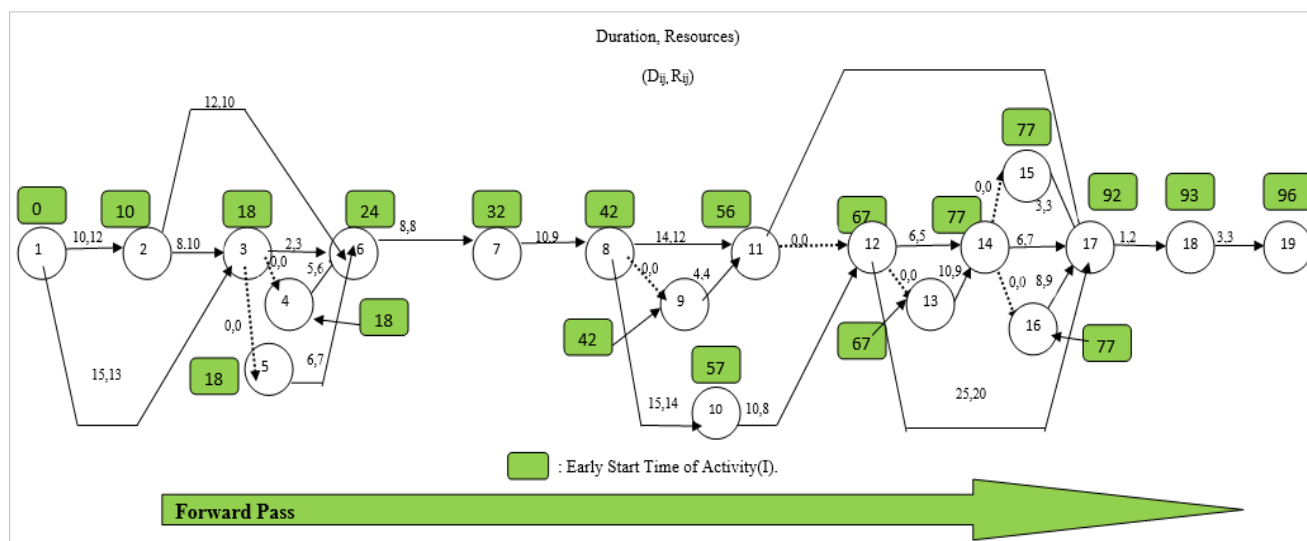 Duration, Resources)
(Dij, Rij)
12,10
77
0 10 18 24 32 42 56 67 77 92 93 96
15
0,0
3,3
1 10,12 2 8.10 3 2,3 6 8,8 7 10,9 8 14,12 11 0,0 12 6,5 14 6,7 17 1,2 18 3,3 19
0,0 5,6 0,0 4,4 0,0 10,9 0,0 8,9
4 9 13 16
0,0 18 42 67 77
18 5 6,7 57
15,13 15,14 10 10,8 25,20
: Early Start Time of Activity(I).
Forward Pass